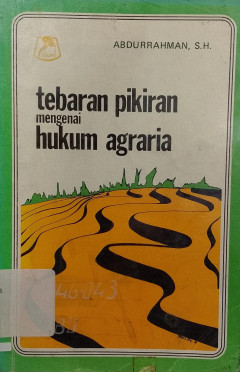 ABDURRAHMAN, S.H.
tebaran pikiran
mengenai
hukum agraria